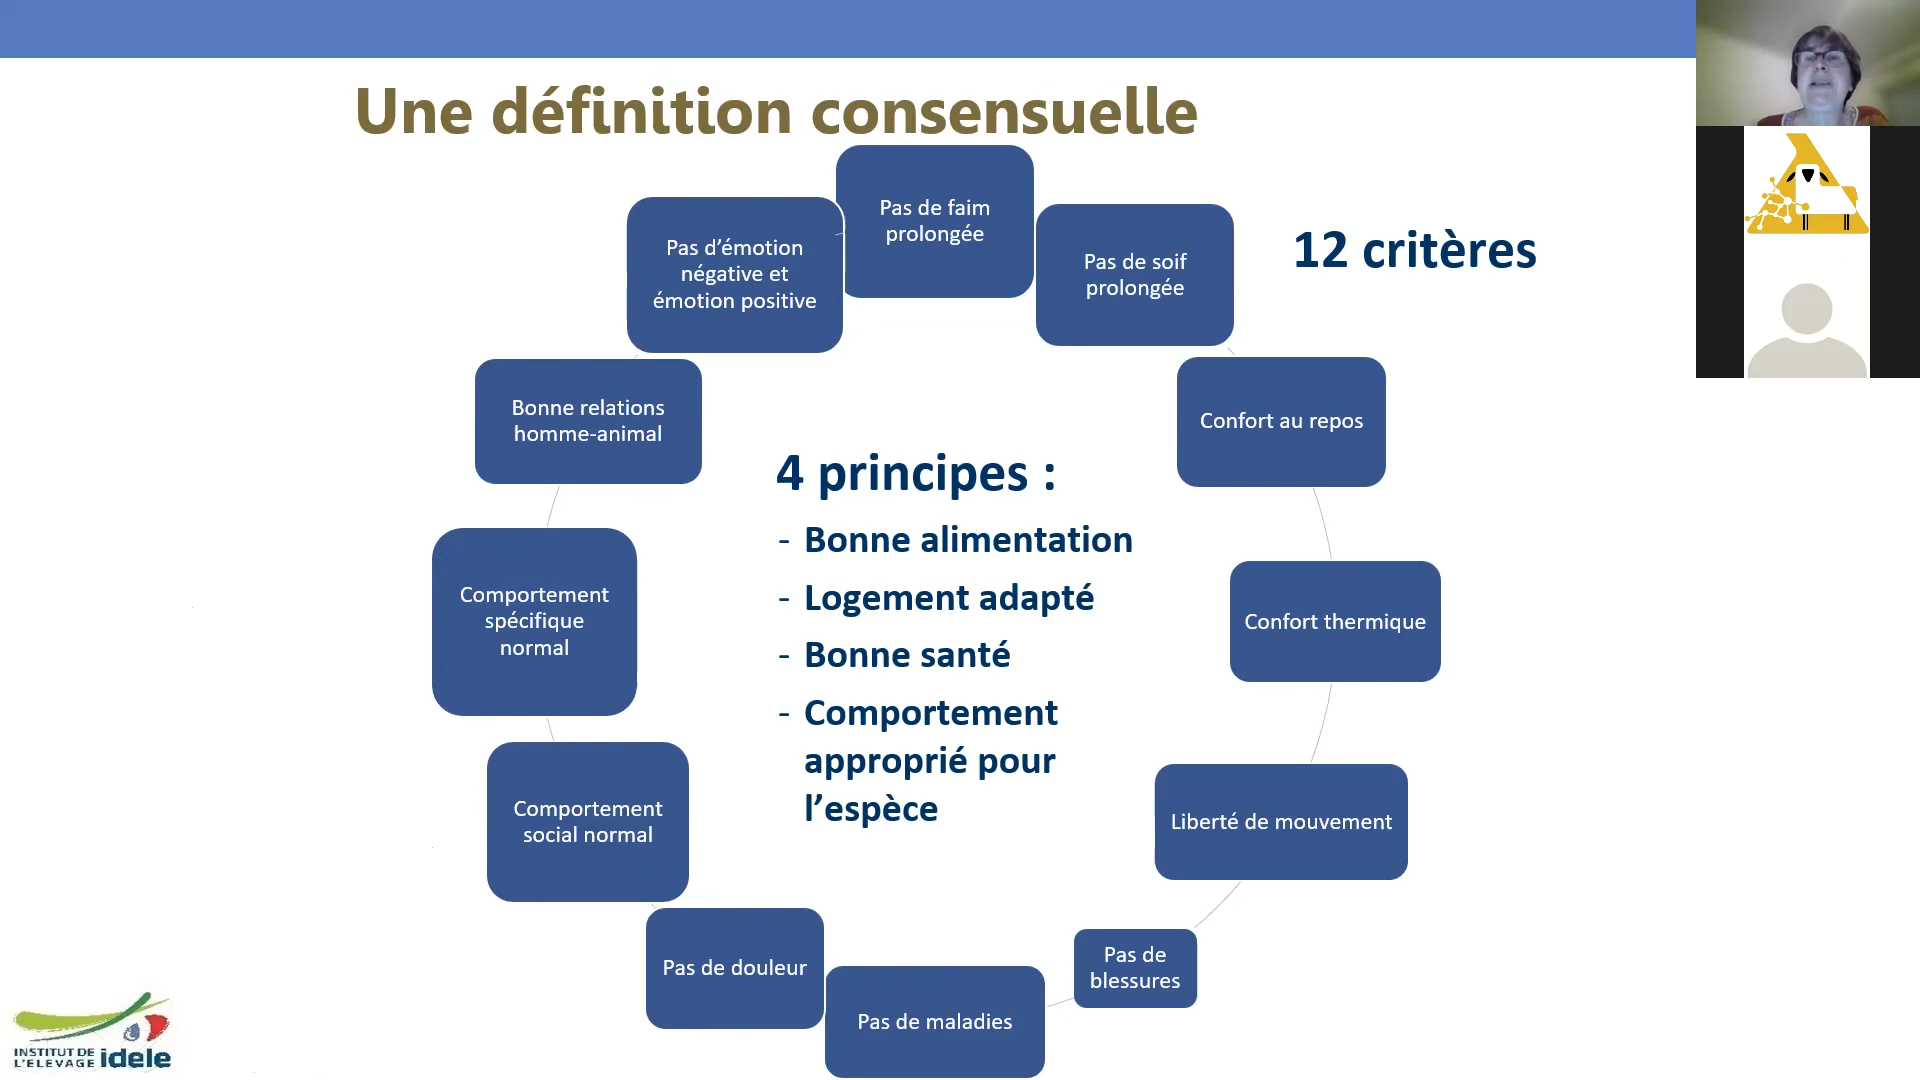 Une définition consensuelle
Pas de faim
prolongée
Pas de soif
prolongée
12 critères
Confort au repos
Confort thermique
Liberté de mouvement
Pas de
blessures
Pas de maladies
Pas de douleur
Comportement
social normal
Comportement
spécifique
normal
Bonne relations
homme-animal
Pas d’émotion
négative et
émotion positive
4 principes :
- Bonne alimentation
- Logement adapté
- Bonne santé
- Comportement
approprié pour
l’espèce
INSTITUT DE
L'ELEVAGE idele